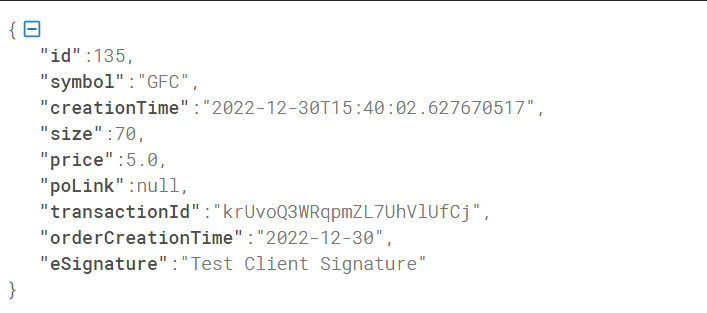 {
"id":135,
"symbol":"GFC",
"creationTime":"2022-12-30T15:40:02.627670517",
"size":70,
"price":5.0,
"poLink":null,
"transactionId":"krUvoQ3WRqpmZL7UhVlUfCj",
"orderCreationTime":"2022-12-30",
"eSignature":"Test Client Signature"
}